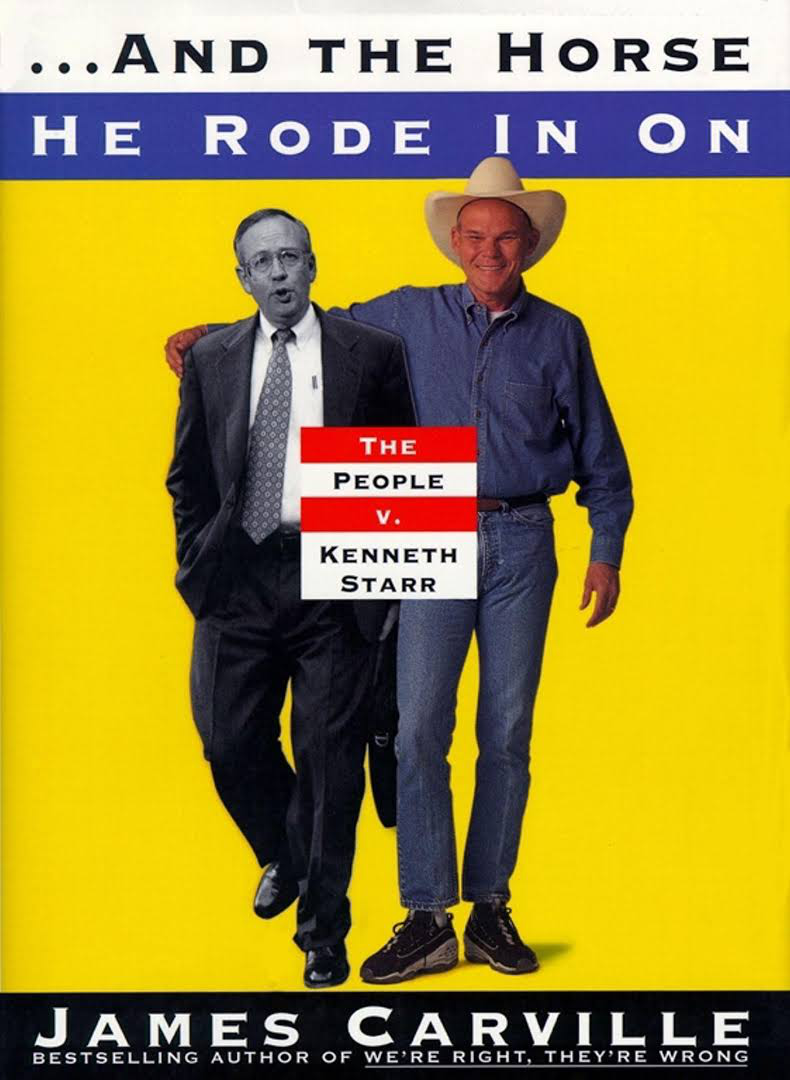 ...AND THE HORSE
HE RODE IN ON
THE
PEOPLE
V.
KENNETH
STARR
JAMES CARVILLE
BESTSELLING AUTHOR OF WE'RE RIGHT, THEY'RE WRONG